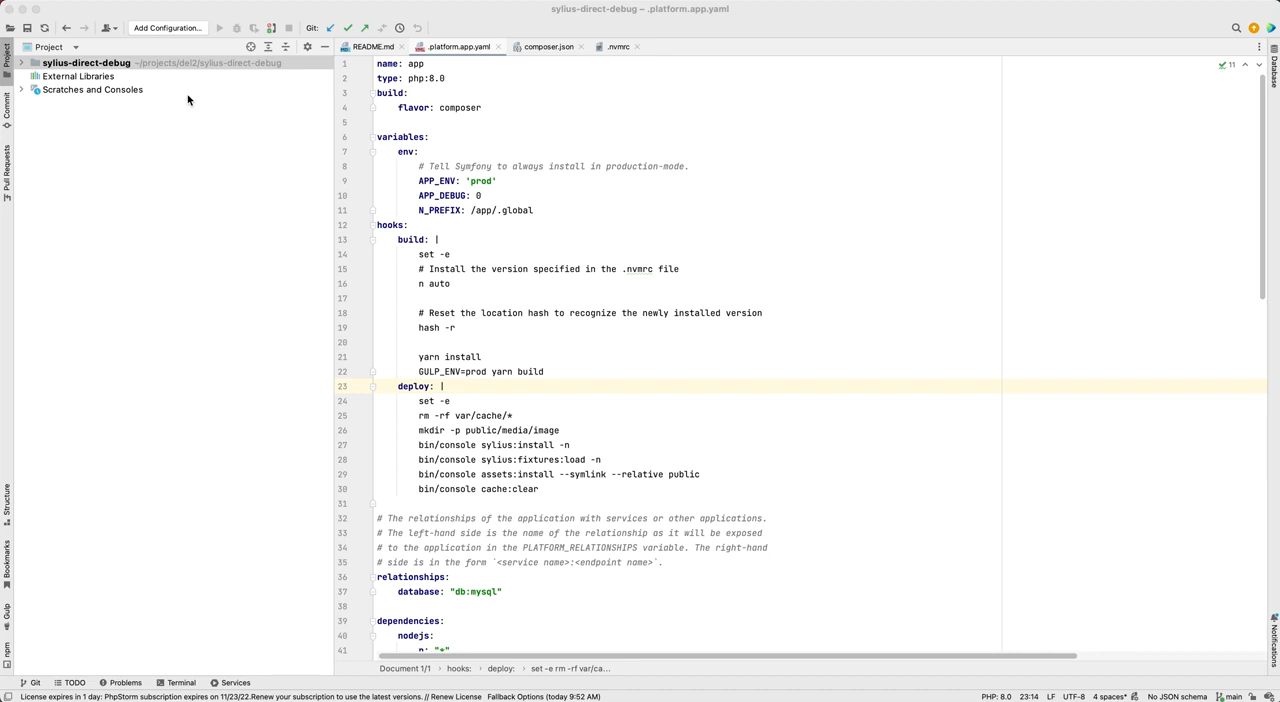 sylius-direct-debug – .platform.app.yaml
Add Configuration...
Git:
Project
README.md
.platform.app.yaml
composer.json
.nvmrc
sylius-direct-debug ~/projects/del2/sylius-direct-debug
External Libraries
Scratches and Consoles
11
1 name: app
2 type: php:8.0
3 build:
4 flavor: composer
5
6 variables:
7 env:
8 # Tell Symfony to always install in production-mode.
9 APP_ENV: 'prod'
10 APP_DEBUG: 0
11 N_PREFIX: /app/.global
12 hooks:
13 build: |
14 set -e
15 # Install the version specified in the .nvmrc file
16 n auto
17
18 # Reset the location hash to recognize the newly installed version
19 hash -r
20
21 yarn install
22 GULP_ENV=prod yarn build
23 deploy: |
24 set -e
25 rm -rf var/cache/*
26 mkdir -p public/media/image
27 bin/console sylius:install -n
28 bin/console sylius:fixtures:load -n
29 bin/console assets:install --symlink --relative public
30 bin/console cache:clear
31
32 # The relationships of the application with services or other applications.
33 # The left-hand side is the name of the relationship as it will be exposed
34 # to the application in the PLATFORM_RELATIONSHIPS variable. The right-hand
35 # side is in the form `<service name>:<endpoint name>`.
36 relationships:
37 database: "db:mysql"
38
39 dependencies:
40 nodejs:
41 n: "*"
Document 1/1 › hooks: › deploy: › set -e rm -rf var/ca...
Project
Commit
Pull Requests
Structure
Bookmarks
Gulp
npm
Database
Notifications
Git
TODO
Problems
Terminal
Services
License expires in 1 day: PhpStorm subscription expires on 11/23/22.Renew your subscription to use the latest versions. // Renew License Fallback Options (today 9:52 AM)
PHP: 8.0 23:14 LF UTF-8 4 spaces* No JSON schema main